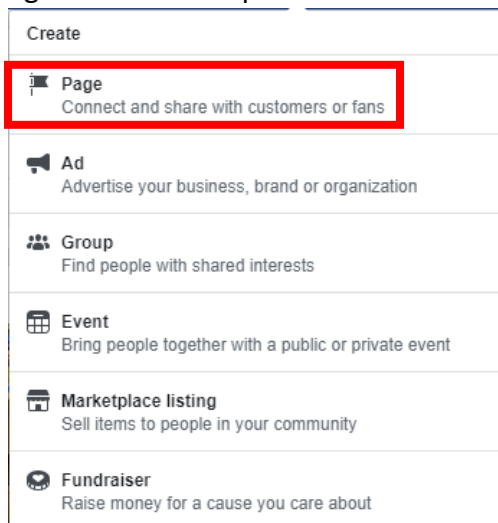 Create
Page
Connect and share with customers or fans
Ad
Advertise your business, brand or organization
Group
Find people with shared interests
Event
Bring people together with a public or private event
Marketplace listing
Sell items to people in your community
Fundraiser
Raise money for a cause you care about